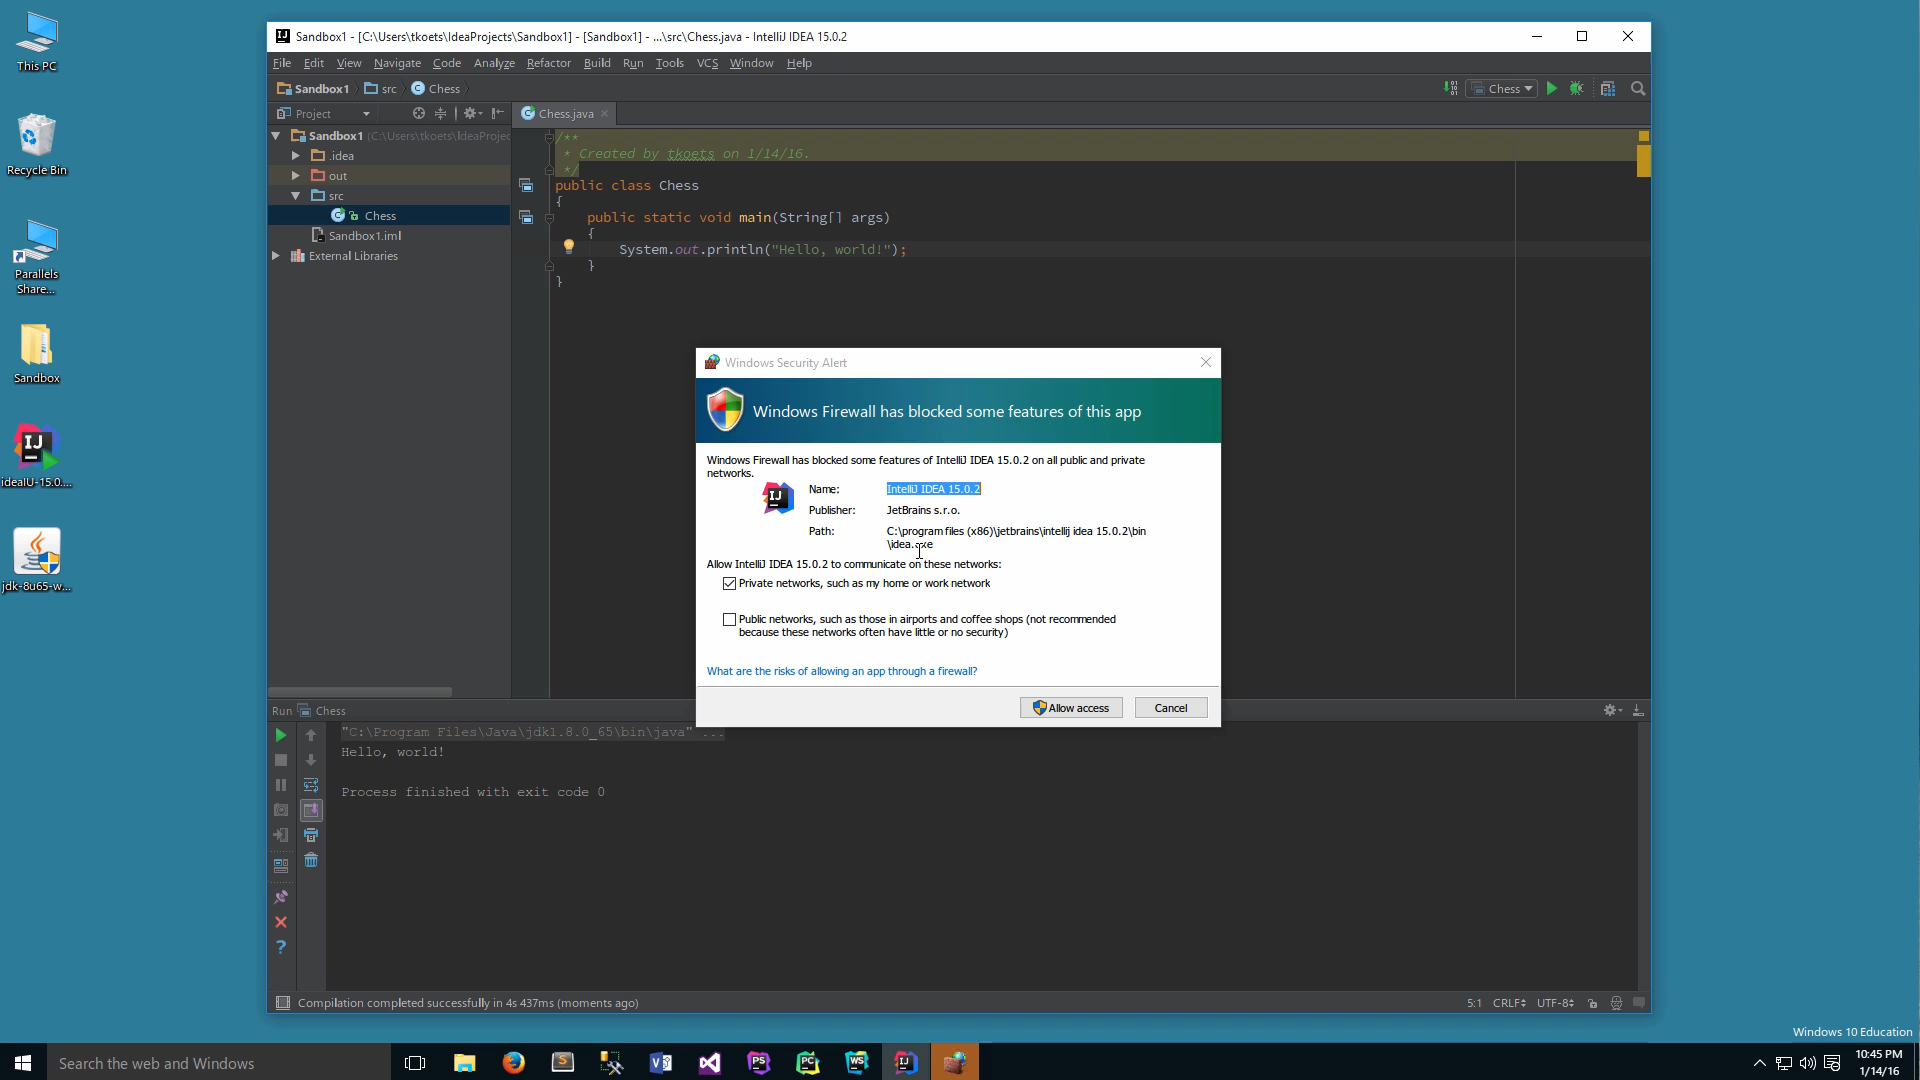 This PC
Recycle Bin
Parallels
Share...
Sandbox
ideaIU-15.0....
jdk-8u65-w...
Sandbox1 - [C:\Users\tkoets\IdeaProjects\Sandbox1] - [Sandbox1] - ...\src\Chess.java - IntelliJ IDEA 15.0.2
File Edit View Navigate Code Analyze Refactor Build Run Tools VCS Window Help
Sandbox1 src Chess
Chess
Project
Chess.java
Sandbox1 (C:\Users\tkoets\IdeaProjec
.idea
out
src
Chess
Sandbox1.iml
External Libraries
/**
* Created by tkoets on 1/14/16.
*/
public class Chess
{
public static void main(String[] args)
{
System.out.println("Hello, world!");
}
}
Windows Security Alert
Windows Firewall has blocked some features of this app
Windows Firewall has blocked some features of IntelliJ IDEA 15.0.2 on all public and private
networks.
Name: IntelliJ IDEA 15.0.2
Publisher: JetBrains s.r.o.
Path: C:\program files (x86)\jetbrains\intellij idea 15.0.2\bin
\idea.exe
Allow IntelliJ IDEA 15.0.2 to communicate on these networks:
Private networks, such as my home or work network
Public networks, such as those in airports and coffee shops (not recommended
because these networks often have little or no security)
What are the risks of allowing an app through a firewall?
Allow access
Cancel
Run Chess
"C:\Program Files\Java\jdk1.8.0_65\bin\java" ...
Hello, world!
Process finished with exit code 0
Compilation completed successfully in 4s 437ms (moments ago)
5:1 CRLF UTF-8
Windows 10 Education
Search the web and Windows
10:45 PM
1/14/16